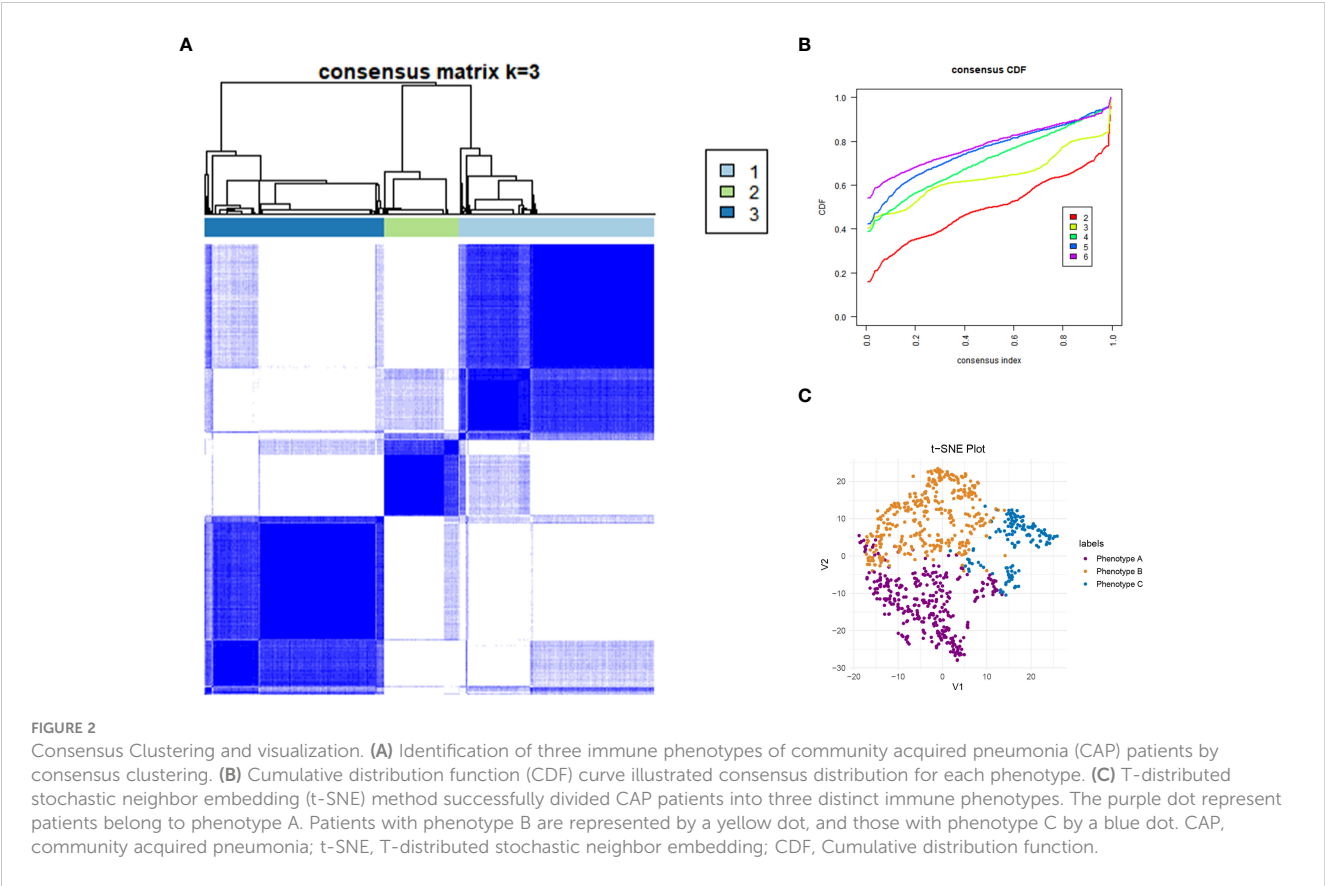 A
consensus matrix k=3
1
2
3
B
consensus CDF
1.0
0.8
0.6
0.4
0.2
0.0
CDF
2
3
4
5
6
0.0 0.2 0.4 0.6 0.8 1.0
consensus index
C
t-SNE Plot
20
10
0
-10
-20
-30
V2
-20 -10 0 10 20
V1
labels
Phenotype A
Phenotype B
Phenotype C
FIGURE 2
Consensus Clustering and visualization. (A) Identification of three immune phenotypes of community acquired pneumonia (CAP) patients by
consensus clustering. (B) Cumulative distribution function (CDF) curve illustrated consensus distribution for each phenotype. (C) T-distributed
stochastic neighbor embedding (t-SNE) method successfully divided CAP patients into three distinct immune phenotypes. The purple dot represent
patients belong to phenotype A. Patients with phenotype B are represented by a yellow dot, and those with phenotype C by a blue dot. CAP,
community acquired pneumonia; t-SNE, T-distributed stochastic neighbor embedding; CDF, Cumulative distribution function.